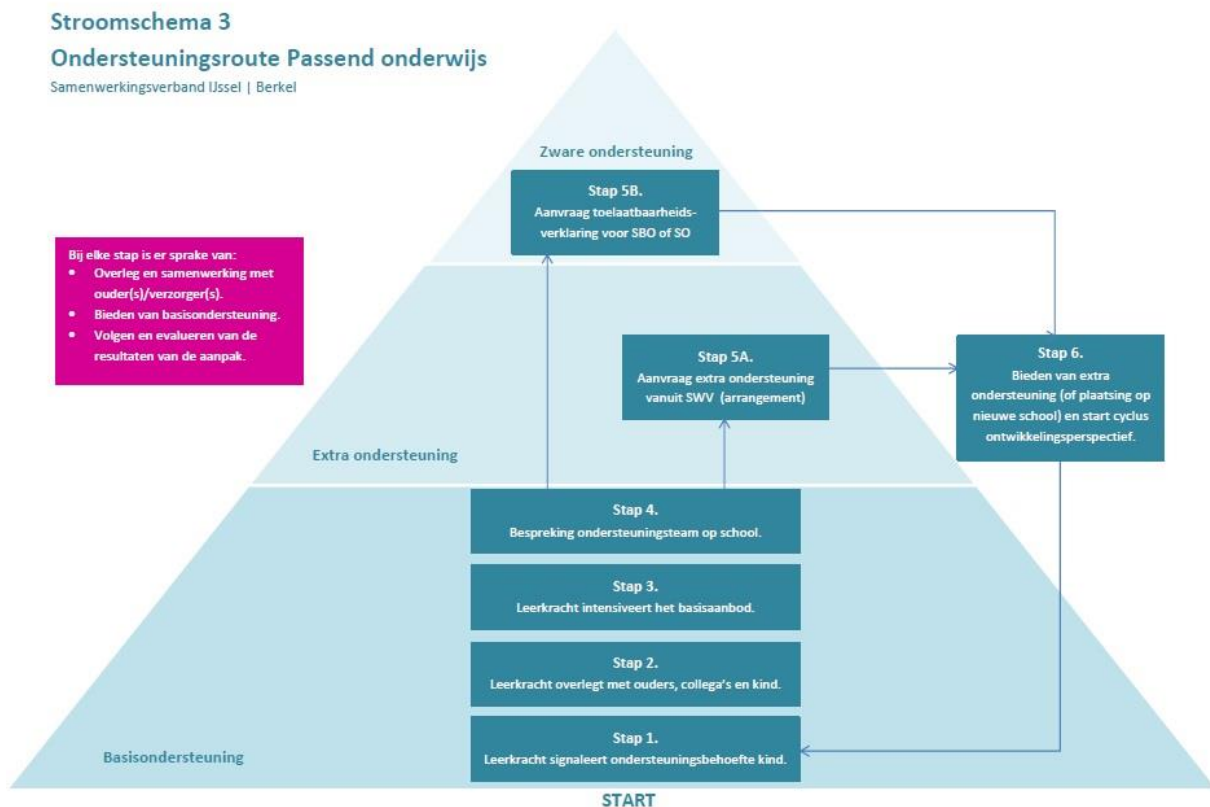 Stroomschema 3
Ondersteuningsroute Passend onderwijs
Samenwerkingsverband IJssel | Berkel
Zware ondersteuning
Stap 5B.
Aanvraag toelaatbaarheids-
verklaring voor SBO of SO
Bij elke stap is er sprake van:
• Overleg en samenwerking met
ouder(s)/verzorger(s).
• Bieden van basisondersteuning.
• Volgen en evalueren van de
resultaten van de aanpak.
Stap 5A.
Aanvraag extra ondersteuning
vanuit SWV (arrangement)
Stap 6.
Bieden van extra
ondersteuning (of plaatsing op
nieuwe school) en start cyclus
ontwikkelingsperspectief.
Extra ondersteuning
Stap 4.
Bespreking ondersteuningsteam op school.
Stap 3.
Leerkracht intensiveert het basisaanbod.
Stap 2.
Leerkracht overlegt met ouders, collega's en kind.
Stap 1.
Leerkracht signaleert ondersteuningsbehoefte kind.
Basisondersteuning
START